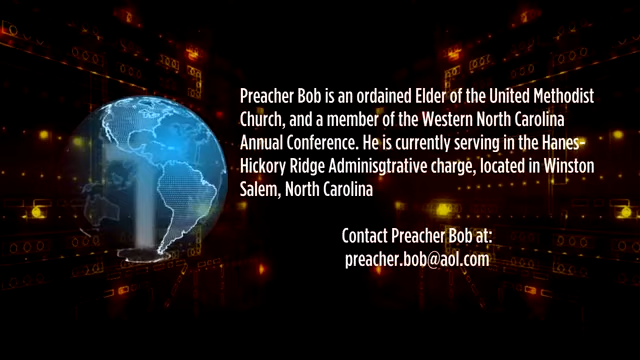 Preacher Bob is an ordained Elder of the United Methodist
Church, and a member of the Western North Carolina
Annual Conference. He is currently serving in the Hanes-
Hickory Ridge Adminisgtrative charge, located in Winston
Salem, North Carolina
Contact Preacher Bob at:
preacher.bob@aol.com